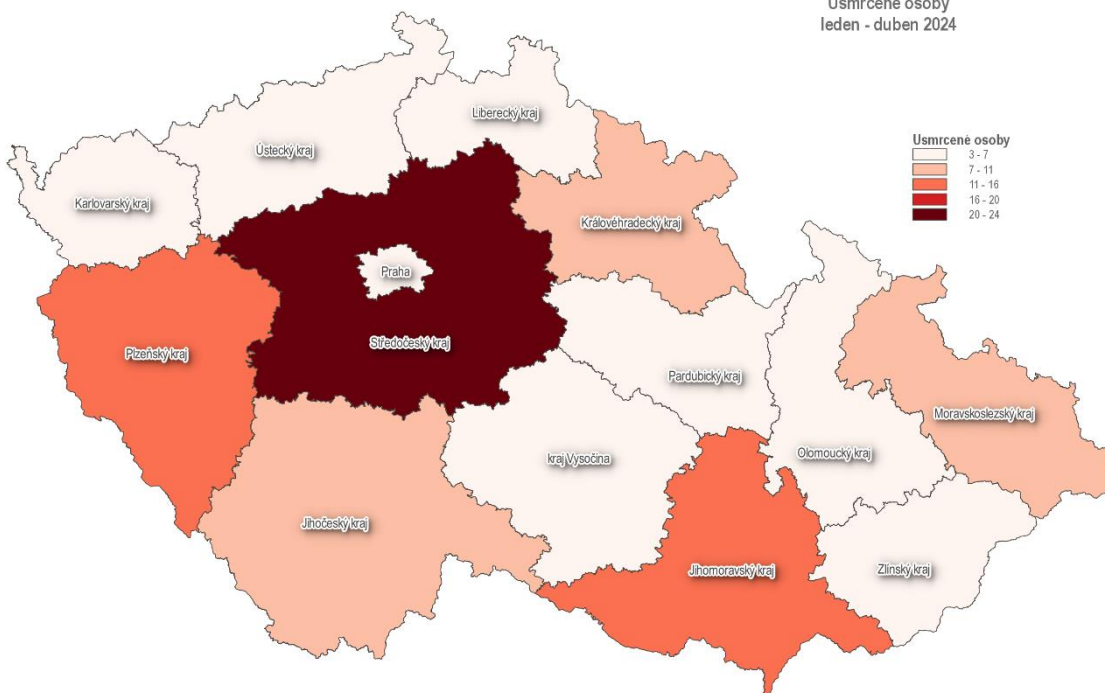 Usmrcené osoby
leden - duben 2024
Liberecký kraj
Ústecký kraj
Usmrcené osoby
3 - 7
7 - 11
11 - 16
16 - 20
20 - 24
Karlovarský kraj
Královéhradecký kraj
Praha
Středočeský kraj
Plzeňský kraj
Pardubický kraj
Moravskoslezský kraj
kraj Vysočina
Olomoucký kraj
Jihočeský kraj
Jihomoravský kraj
Zlínský kraj